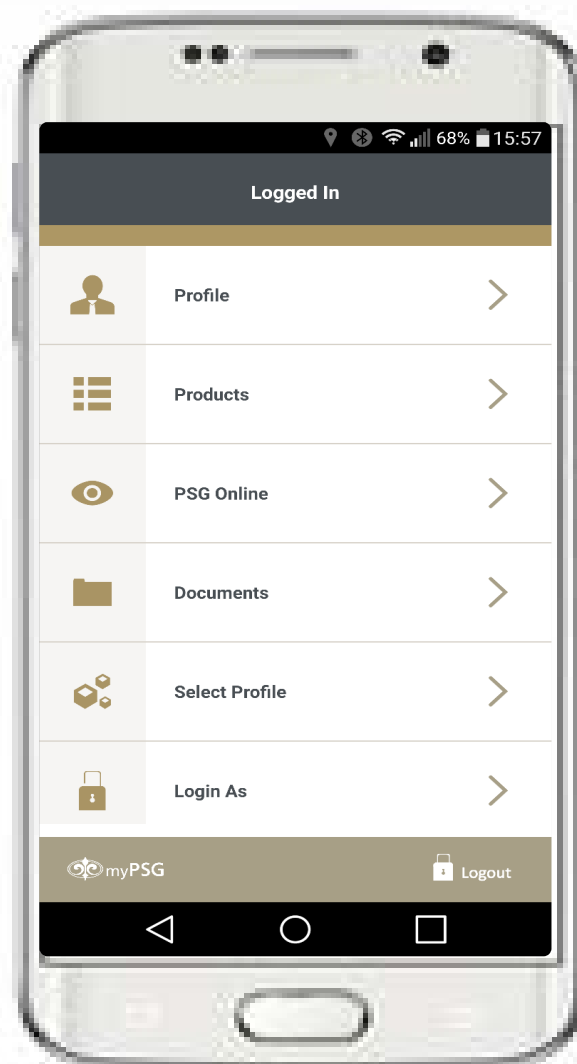 68% 15:57
Logged In
Profile
Products
PSG Online
Documents
Select Profile
Login As
myPSG Logout